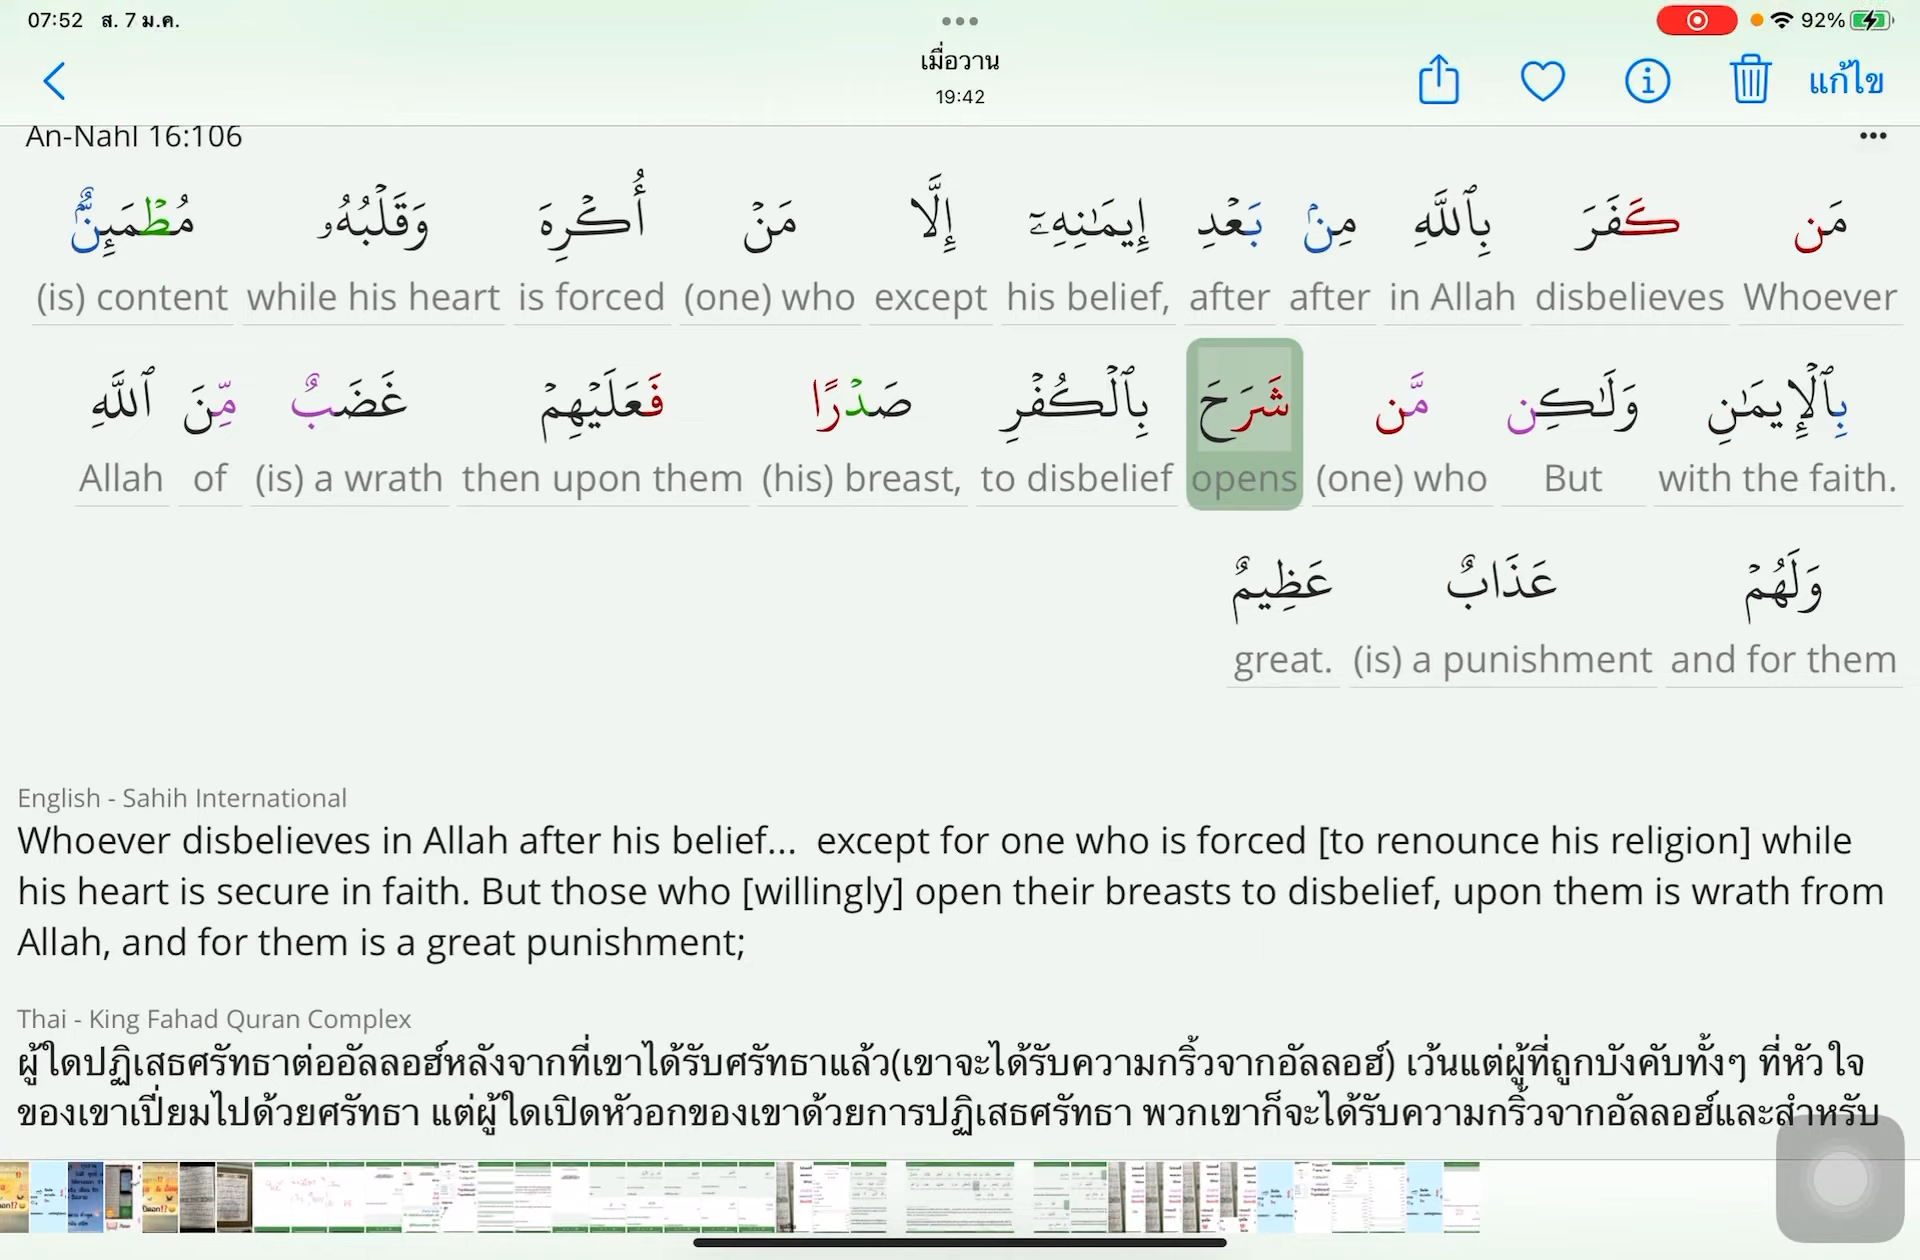 07:52 ส. 7 ม.ค.
92%
เมื่อวาน
19:42
แก้ไข
An-Nahl 16:106
مَن كَفَرَ بِٱللَّهِ مِنۢ بَعۡدِ إِيمَٰنِهِۦٓ إِلَّا مَنۡ أُكۡرِهَ وَقَلۡبُهُۥ مُطۡمَئِنُّۢ
(is) content while his heart is forced (one) who except his belief, after after in Allah disbelieves Whoever
بِٱلۡإِيمَٰنِ وَلَٰكِن مَّن شَرَحَ بِٱلۡكُفۡرِ صَدۡرٗا فَعَلَيۡهِمۡ غَضَبٞ مِّنَ ٱللَّهِ
Allah of (is) a wrath then upon them (his) breast, to disbelief opens (one) who But with the faith.
وَلَهُمۡ عَذَابٌ عَظِيمٞ
great. (is) a punishment and for them
English - Sahih International
Whoever disbelieves in Allah after his belief... except for one who is forced [to renounce his religion] while
his heart is secure in faith. But those who [willingly] open their breasts to disbelief, upon them is wrath from
Allah, and for them is a great punishment;
Thai - King Fahad Quran Complex
ผู้ใดปฏิเสธศรัทธาต่ออัลลอฮ์หลังจากที่เขาได้รับศรัทธาแล้ว(เขาจะได้รับความกริ้วจากอัลลอฮ์) เว้นแต่ผู้ที่ถูกบังคับทั้งๆ ที่หัวใจ
ของเขาเปี่ยมไปด้วยศรัทธา แต่ผู้ใดเปิดหัวอกของเขาด้วยการปฏิเสธศรัทธา พวกเขาก็จะได้รับความกริ้วจากอัลลอฮ์และสำหรับ